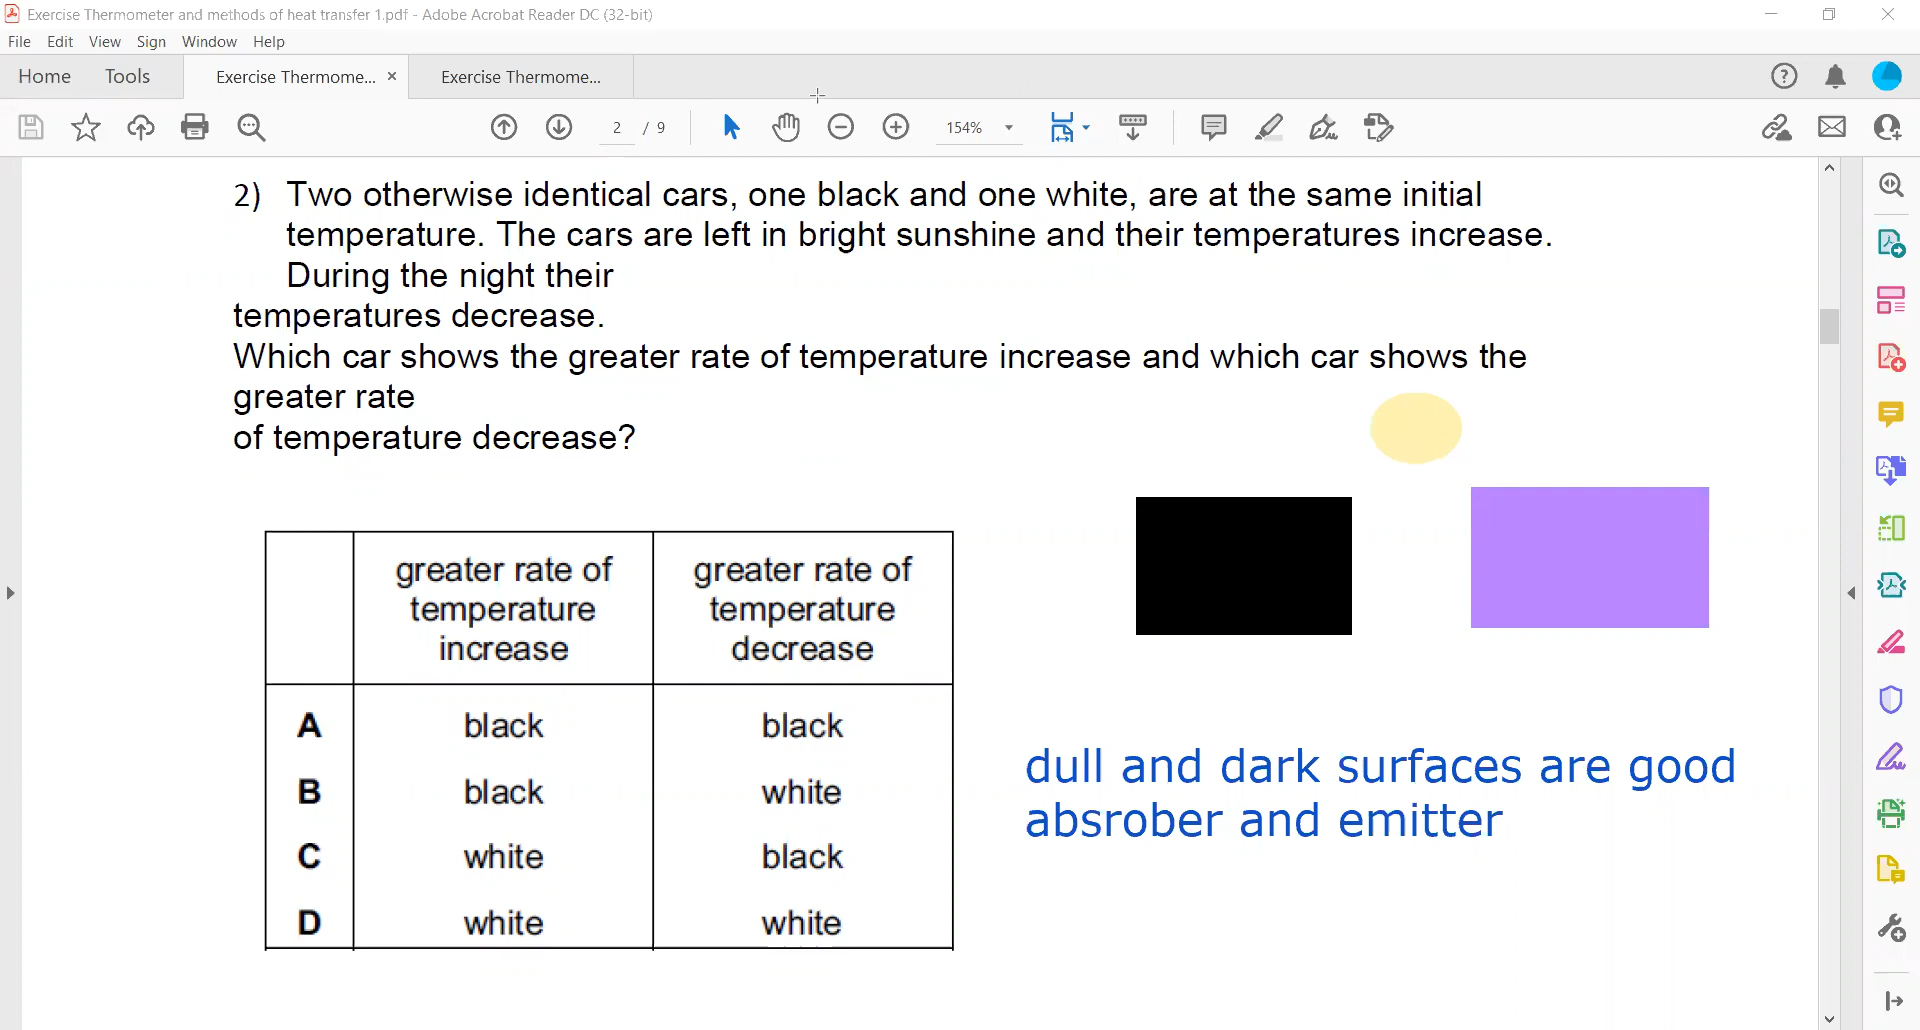 Exercise Thermometer and methods of heat transfer 1.pdf - Adobe Acrobat Reader DC (32-bit)
File Edit View Sign Window Help
Home Tools Exercise Thermome... × Exercise Thermome...
2 / 9 154%
2) Two otherwise identical cars, one black and one white, are at the same initial
temperature. The cars are left in bright sunshine and their temperatures increase.
During the night their
temperatures decrease.
Which car shows the greater rate of temperature increase and which car shows the
greater rate
of temperature decrease?
greater rate of temperature increase
greater rate of temperature decrease
A black black
B black white
C white black
D white white
dull and dark surfaces are good
absrober and emitter